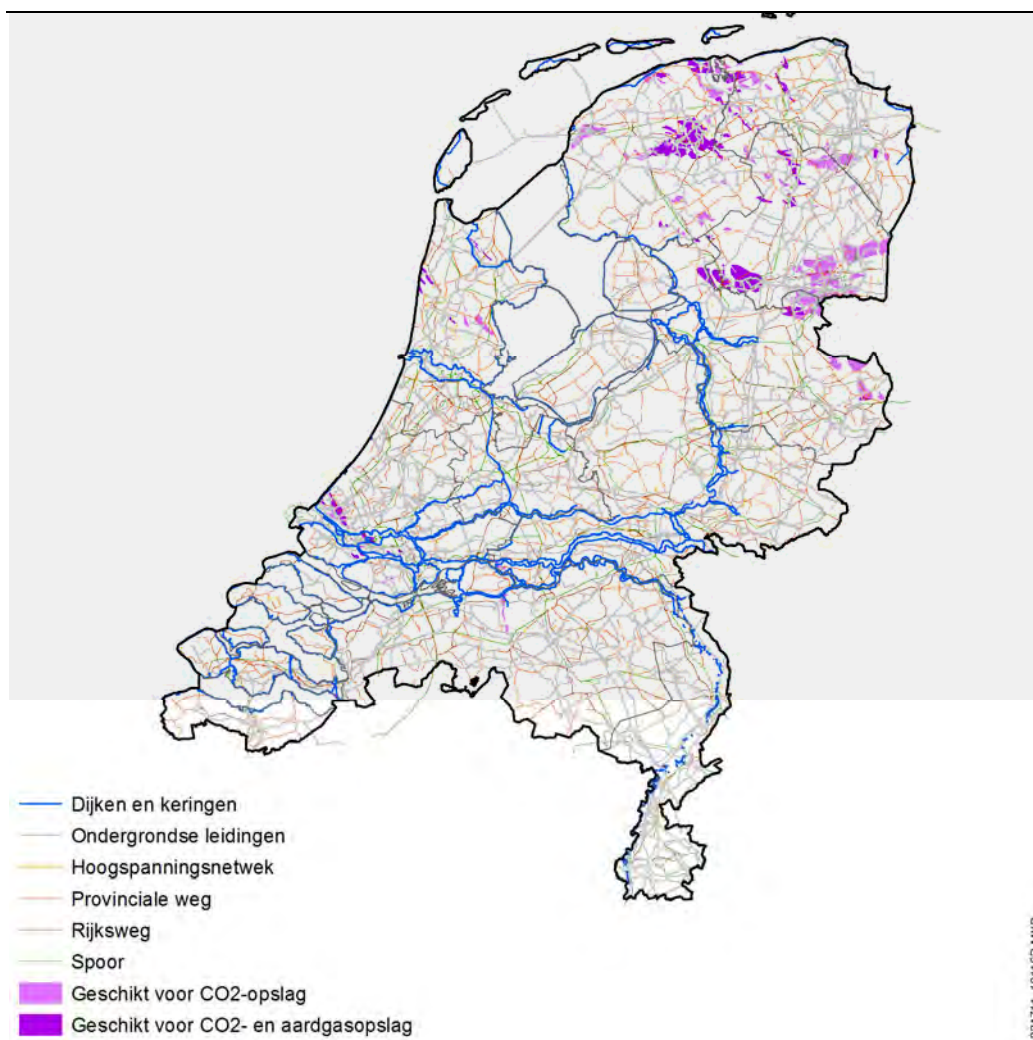 Dijken en keringen
Ondergrondse leidingen
Hoogspanningsnetwek
Provinciale weg
Rijksweg
Spoor
Geschikt voor CO2-opslag
Geschikt voor CO2- en aardgasopslag